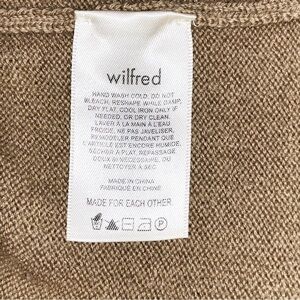 wilfred
HAND WASH COLD. DO NOT
BLEACH. RESHAPE WHILE DAMP.
DRY FLAT. COOL IRON ONLY IF
NEEDED. OR DRY CLEAN.
LAVER À LA MAIN À L'EAU
FROIDE. NE PAS JAVELISER.
REMODELER PENDANT QUE
L'ARTICLE EST ENCORE HUMIDE.
SÉCHER À PLAT. REPASSAGE
DOUX SI NÉCESSAIRE. OU
NETTOYER À SEC
MADE IN CHINA
FABRIQUÉ EN CHINE
MADE FOR EACH OTHER
P